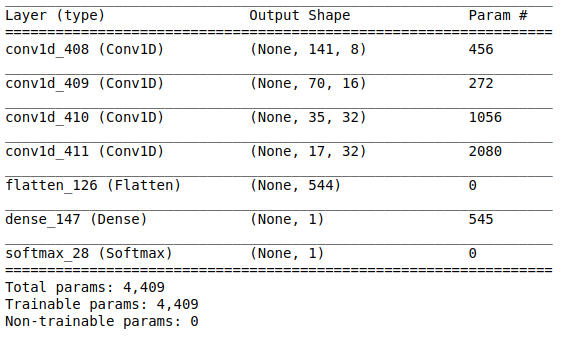 Layer (type) Output Shape Param #
conv1d_408 (Conv1D) (None, 141, 8) 456
conv1d_409 (Conv1D) (None, 70, 16) 272
conv1d_410 (Conv1D) (None, 35, 32) 1056
conv1d_411 (Conv1D) (None, 17, 32) 2080
flatten_126 (Flatten) (None, 544) 0
dense_147 (Dense) (None, 1) 545
softmax_28 (Softmax) (None, 1) 0
Total params: 4,409
Trainable params: 4,409
Non-trainable params: 0